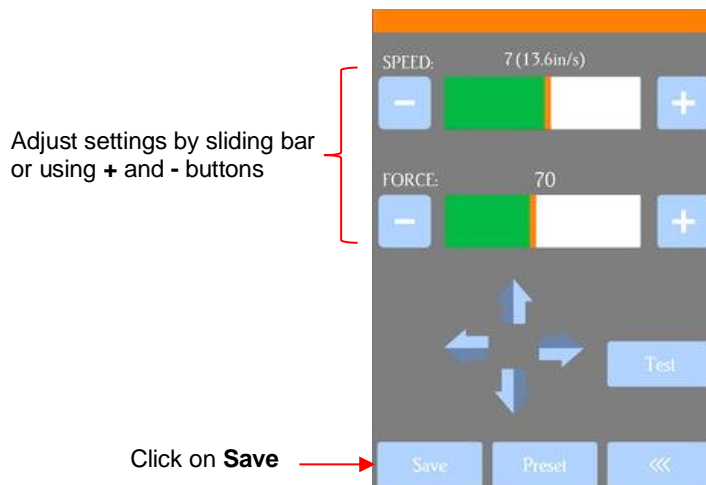 SPEED: 7 (13.6in/s)
− +
Adjust settings by sliding bar
or using + and - buttons
FORCE: 70
− +
Test
Click on Save
Save Preset <<<